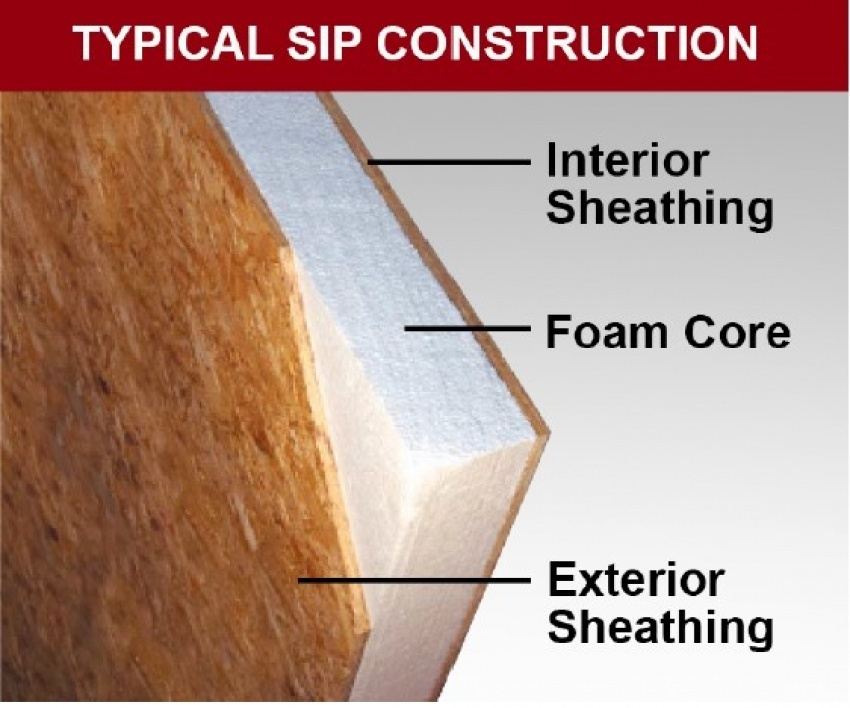 TYPICAL SIP CONSTRUCTION
Interior
Sheathing
Foam Core
Exterior
Sheathing